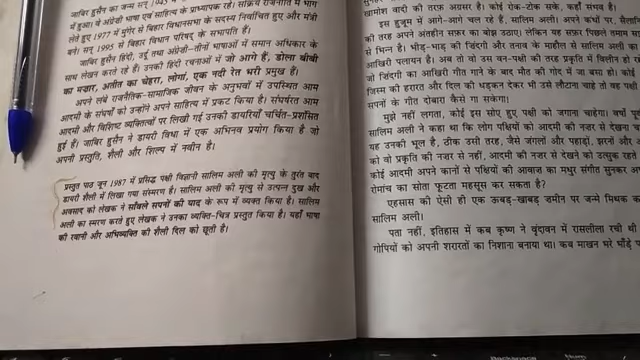 जाबिर हुसैन का जन्म सन्
वे अंग्रेज़ी भाषा एवं साहित्य के प्राध्यापक रहे। सक्रिय राजनीति में भाग
लेते हुए 1977 में मुंगेर से बिहार विधानसभा के सदस्य निर्वाचित हुए और मंत्री
बने। सन् 1995 से बिहार विधान परिषद् के सभापति हैं।
जाबिर हुसैन हिंदी, उर्दू तथा अंग्रेज़ी–तीनों भाषाओं में समान अधिकार के
साथ लेखन करते रहे हैं। उनकी हिंदी रचनाओं में जो आगे हैं, डोला बीबी
का मज़ार, अतीत का चेहरा, लोगां, एक नदी रेत भरी प्रमुख हैं।
अपने लंबे राजनैतिक-सामाजिक जीवन के अनुभवों में उपस्थित आम
आदमी के संघर्षों को उन्होंने अपने साहित्य में प्रकट किया है। संघर्षरत आम
आदमी और विशिष्ट व्यक्तित्वों पर लिखी गई उनकी डायरियाँ चर्चित-प्रशंसित
हुई हैं। जाबिर हुसैन ने डायरी विधा में एक अभिनव प्रयोग किया है जो
अपनी प्रस्तुति, शैली और शिल्प में नवीन है।
प्रस्तुत पाठ जून 1987 में प्रसिद्ध पक्षी विज्ञानी सालिम अली की मृत्यु के तुरंत बाद
डायरी शैली में लिखा गया संस्मरण है। सालिम अली की मृत्यु से उत्पन्न दुख और
अवसाद को लेखक ने साँवले सपनों की याद के रूप में व्यक्त किया है। सालिम
अली का स्मरण करते हुए लेखक ने उनका व्यक्ति-चित्र प्रस्तुत किया है। यहाँ भाषा
की रवानी और अभिव्यक्ति की शैली दिल को छूती है।
खामोश वादी की तरफ़ अग्रसर है। कोई रोक-टोक सके, कहाँ संभव है।
इस हुजूम में आगे-आगे चल रहे हैं, सालिम अली। अपने कंधों पर, सैलानियों
की तरह अपने अंतहीन सफ़र का बोझ उठाए। लेकिन यह सफ़र पिछले तमाम
से भिन्न है। भीड़-भाड़ की ज़िंदगी और तनाव के माहौल से सालिम अली का
आखिरी पलायन है। अब तो वो उस वन-पक्षी की तरह प्रकृति में विलीन हो
जो ज़िंदगी का आखिरी गीत गाने के बाद मौत की गोद में जा बसा हो। कोई
जिस्म की हरारत और दिल की धड़कन देकर भी उसे लौटाना चाहे तो वह पक्षी
सपनों के गीत दोबारा कैसे गा सकेगा।
मुझे नहीं लगता, कोई इस सोए हुए पक्षी को जगाना चाहेगा। वर्षों पूर्व
सालिम अली ने कहा था कि लोग पक्षियों को आदमी की नज़र से देखना
यह उनकी भूल है, ठीक उसी तरह, जैसे जंगलों और पहाड़ों, झरनों और
को वो प्रकृति की नज़र से नहीं, आदमी की नज़र से देखने को उत्सुक रहते
कोई आदमी अपने कानों से पक्षियों की आवाज़ का मधुर संगीत सुनकर
रोमांच का सोता फूटता महसूस कर सकता है?
एहसास की ऐसी ही एक ऊबड़-खाबड़ ज़मीन पर जन्मे मिथक का
सालिम अली।
पता नहीं, इतिहास में कब कृष्ण ने वृंदावन में रासलीला रची थी
गोपियों को अपनी शरारतों का निशाना बनाया था। कब माखन भरे भाँड़े